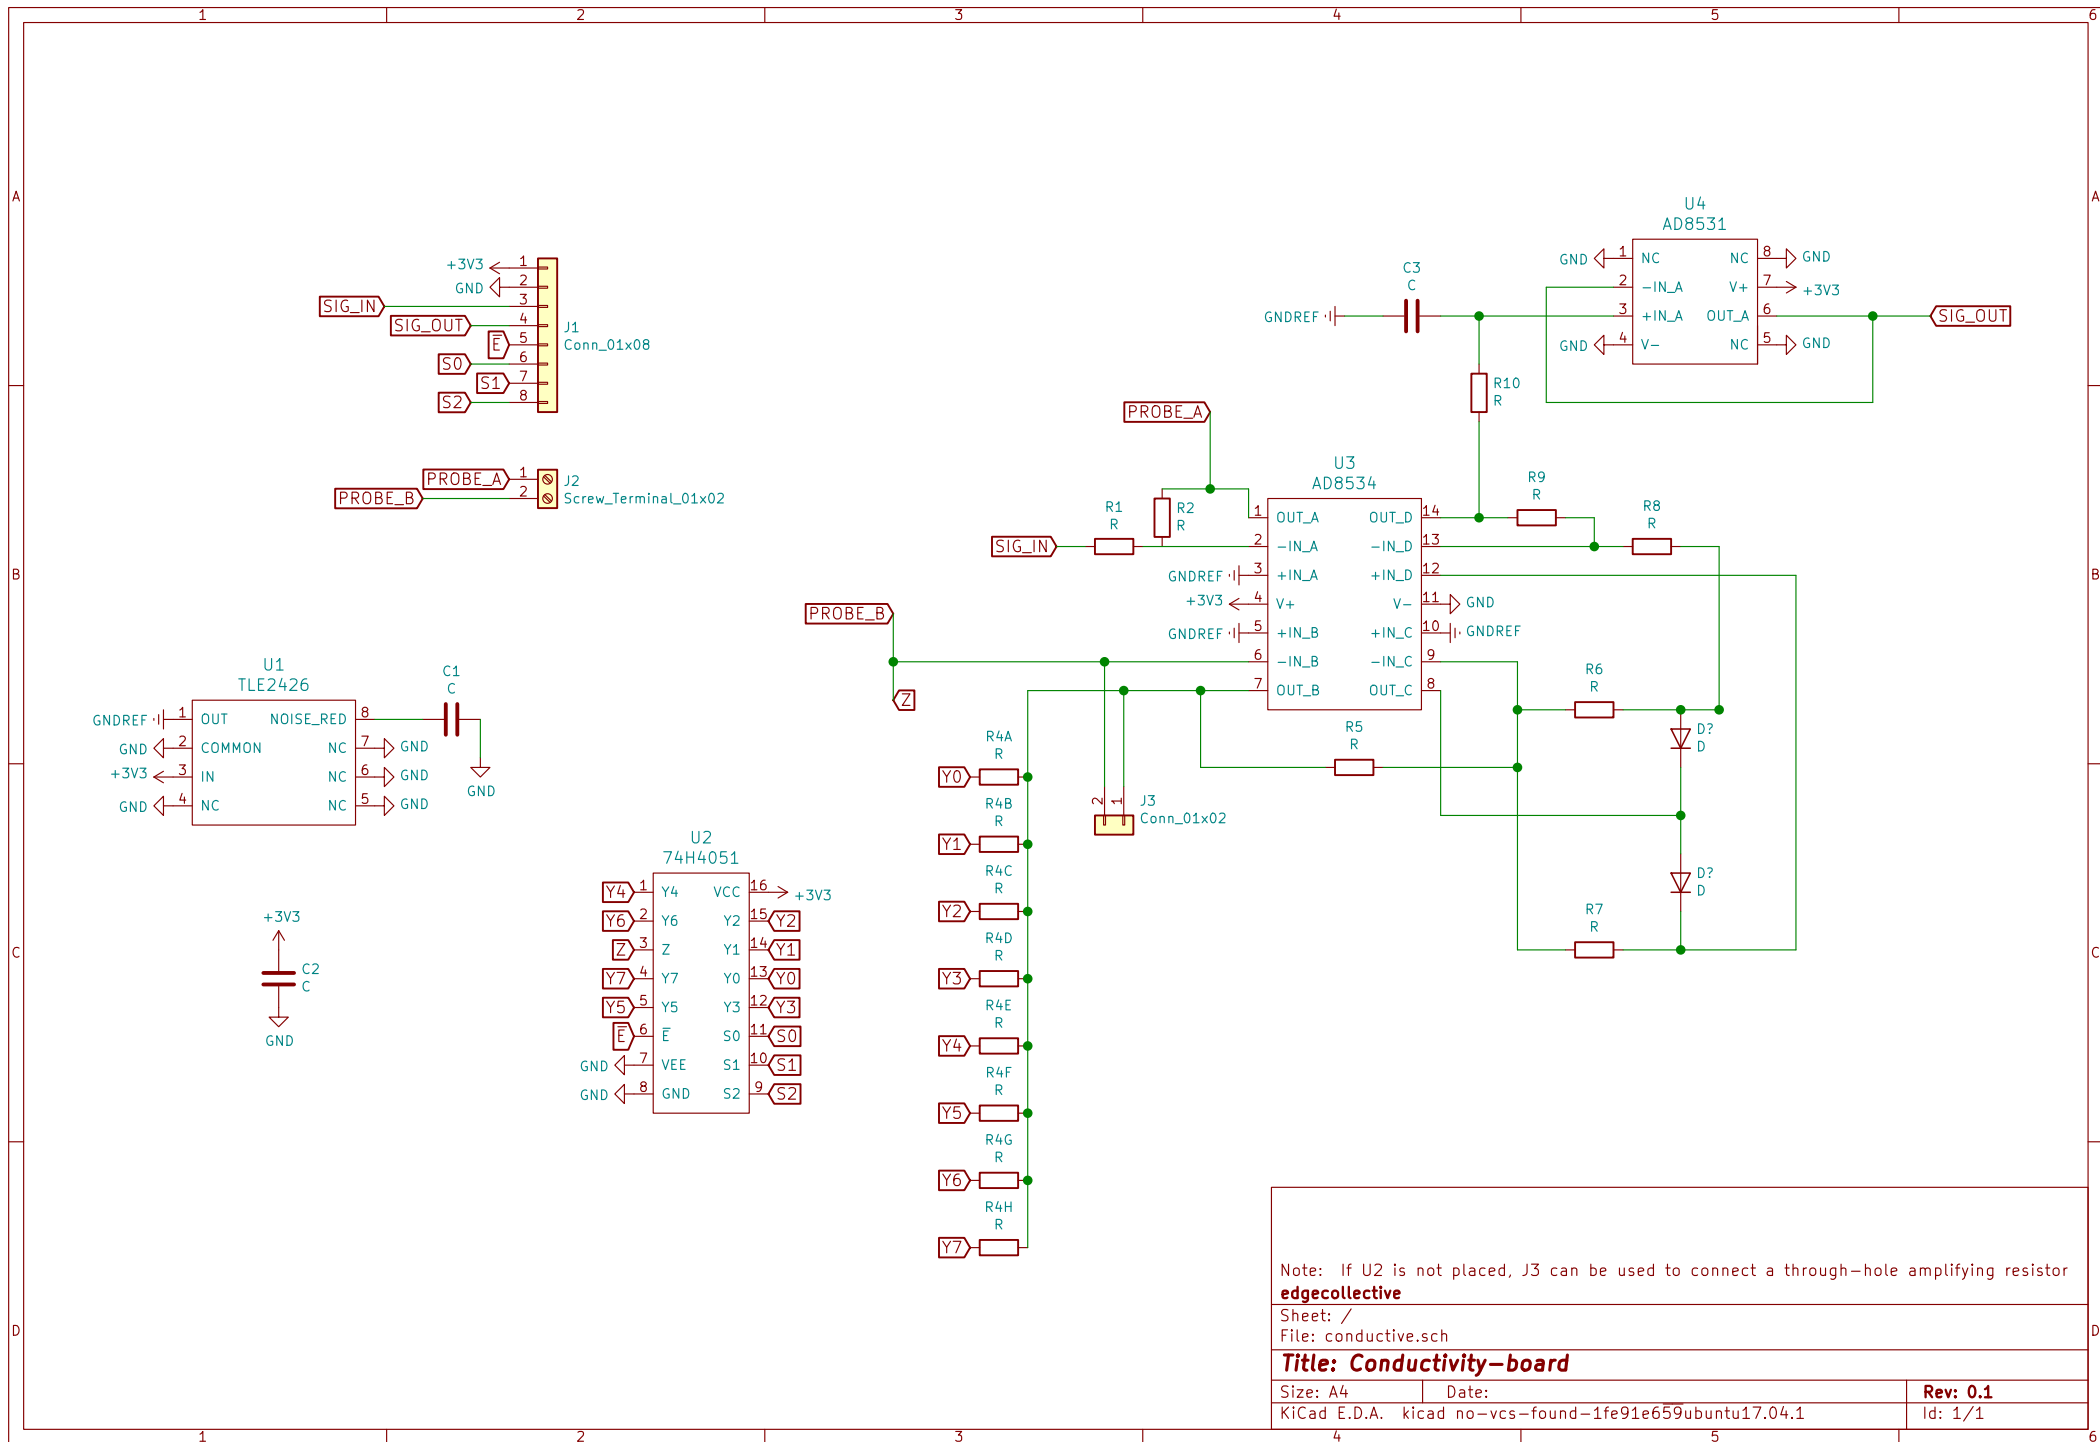 1 2 3 4 5 6
A A
B B
C C
D D
1 2 3 4 5 6
+3V3 1
GND 2
SIG_IN 3
SIG_OUT 4
E 5
S0 6
S1 7
S2 8
J1
Conn_01x08
PROBE_A 1
PROBE_B 2
J2
Screw_Terminal_01x02
U1
TLE2426
GNDREF 1 OUT NOISE_RED 8
GND 2 COMMON NC 7 GND
+3V3 3 IN NC 6 GND
GND 4 NC NC 5 GND
C1
C
GND
+3V3
C2
C
GND
U2
74H4051
Y4 1 Y4 VCC 16 +3V3
Y6 2 Y6 Y2 15 Y2
Z 3 Z Y1 14 Y1
Y7 4 Y7 Y0 13 Y0
Y5 5 Y5 Y3 12 Y3
E 6 E S0 11 S0
GND 7 VEE S1 10 S1
GND 8 GND S2 9 S2
PROBE_B
Z
R4A
R
Y0
R4B
R
Y1
R4C
R
Y2
R4D
R
Y3
R4E
R
Y4
R4F
R
Y5
R4G
R
Y6
R4H
R
Y7
2 1
J3
Conn_01x02
PROBE_A
R1
R
SIG_IN
R2
R
U3
AD8534
1 OUT_A OUT_D 14
2 -IN_A -IN_D 13
GNDREF 3 +IN_A +IN_D 12
+3V3 4 V+ V- 11 GND
GNDREF 5 +IN_B +IN_C 10 GNDREF
6 -IN_B -IN_C 9
7 OUT_B OUT_C 8
R5
R
R6
R
R7
R
D?
D
D?
D
R9
R
R8
R
R10
R
C3
C
GNDREF
U4
AD8531
GND 1 NC NC 8 GND
2 -IN_A V+ 7 +3V3
3 +IN_A OUT_A 6 SIG_OUT
GND 4 V- NC 5 GND
Note: If U2 is not placed, J3 can be used to connect a through-hole amplifying resistor
edgecollective
Sheet: /
File: conductive.sch
Title: Conductivity-board
Size: A4 Date: Rev: 0.1
KiCad E.D.A. kicad no-vcs-found-1fe91e659ubuntu17.04.1 Id: 1/1